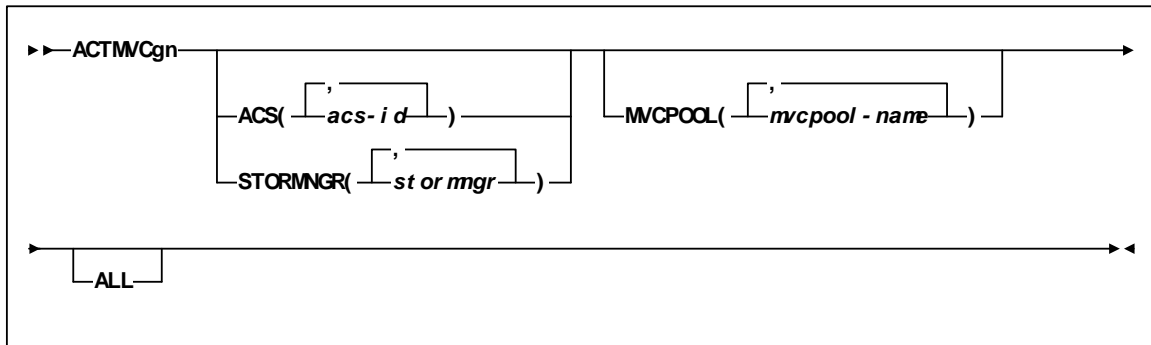 ACTMVCgn
,
,
ACS( acs-id )
MVCPOOL( mvcpool-name )
,
STORMNGR( stormngr )
ALL